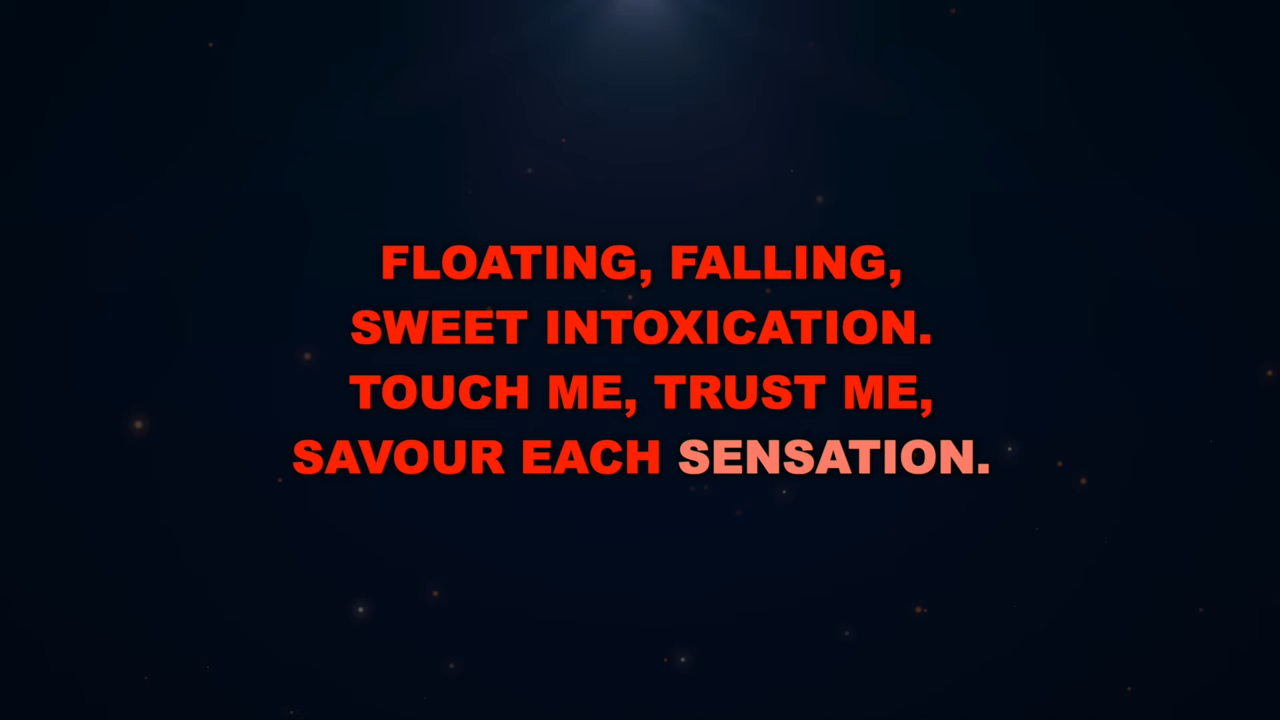 FLOATING, FALLING,
SWEET INTOXICATION.
TOUCH ME, TRUST ME,
SAVOUR EACH SENSATION.